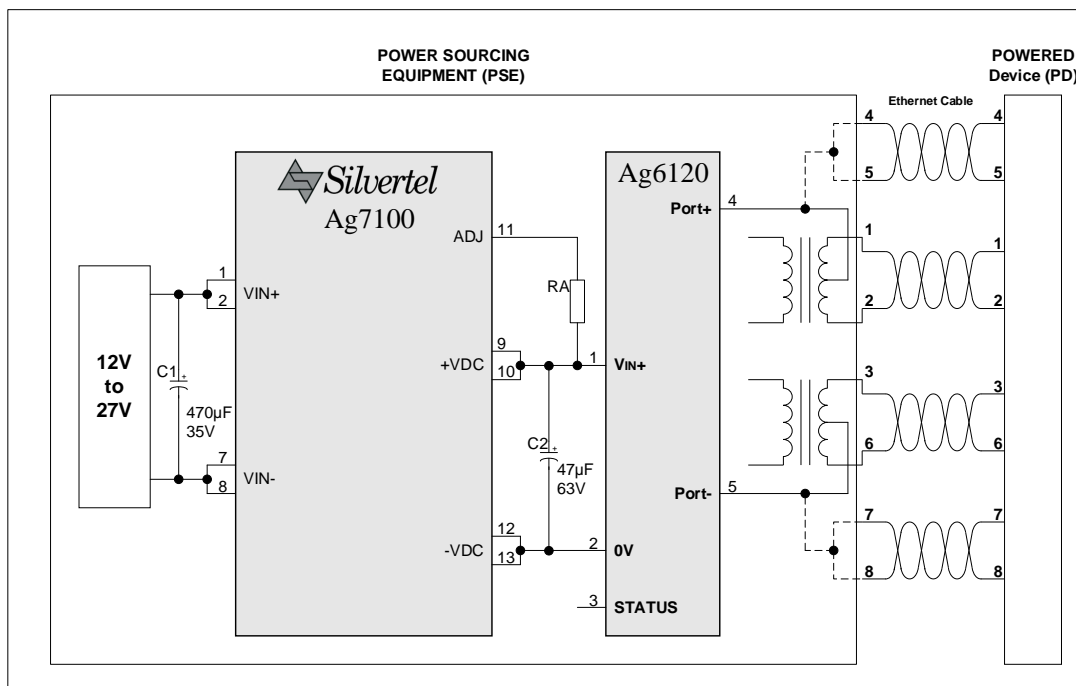 POWER SOURCING
EQUIPMENT (PSE)
POWERED
Device (PD)
Ethernet Cable
Silvertel
Ag7100
Ag6120
12V
to
27V
C1
+
470µF
35V
1
2
VIN+
7
8
VIN-
ADJ
11
RA
+VDC
9
10
C2
+
47µF
63V
-VDC
12
13
1
VIN+
2
0V
3
STATUS
Port+
4
Port-
5
4
4
5
5
1
1
2
2
3
3
6
6
7
7
8
8